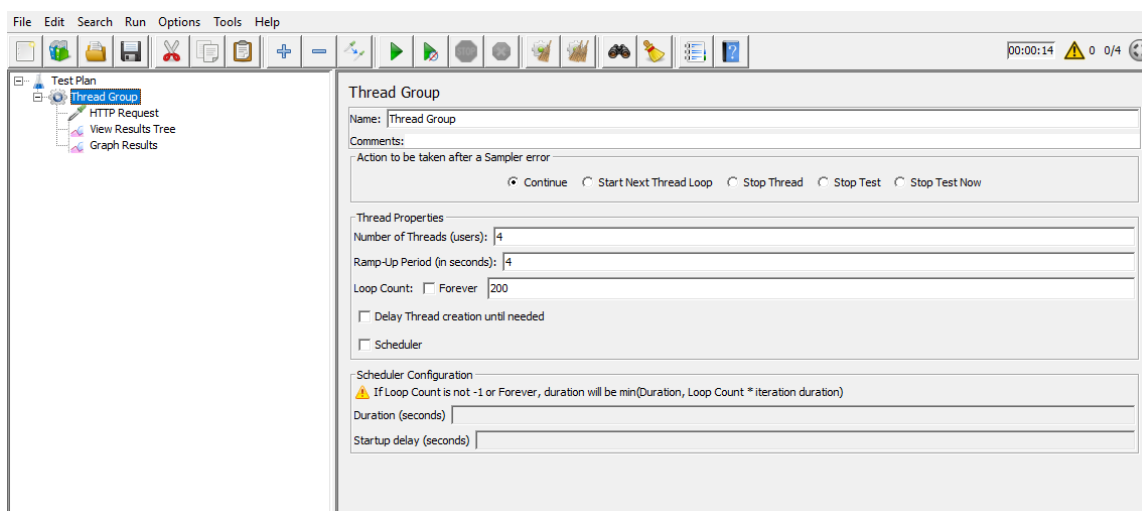 File Edit Search Run Options Tools Help
00:00:14 0 0/4
Test Plan
Thread Group
HTTP Request
View Results Tree
Graph Results
Thread Group
Name: Thread Group
Comments:
Action to be taken after a Sampler error
Continue Start Next Thread Loop Stop Thread Stop Test Stop Test Now
Thread Properties
Number of Threads (users): 4
Ramp-Up Period (in seconds): 4
Loop Count: Forever 200
Delay Thread creation until needed
Scheduler
Scheduler Configuration
If Loop Count is not -1 or Forever, duration will be min(Duration, Loop Count * iteration duration)
Duration (seconds)
Startup delay (seconds)